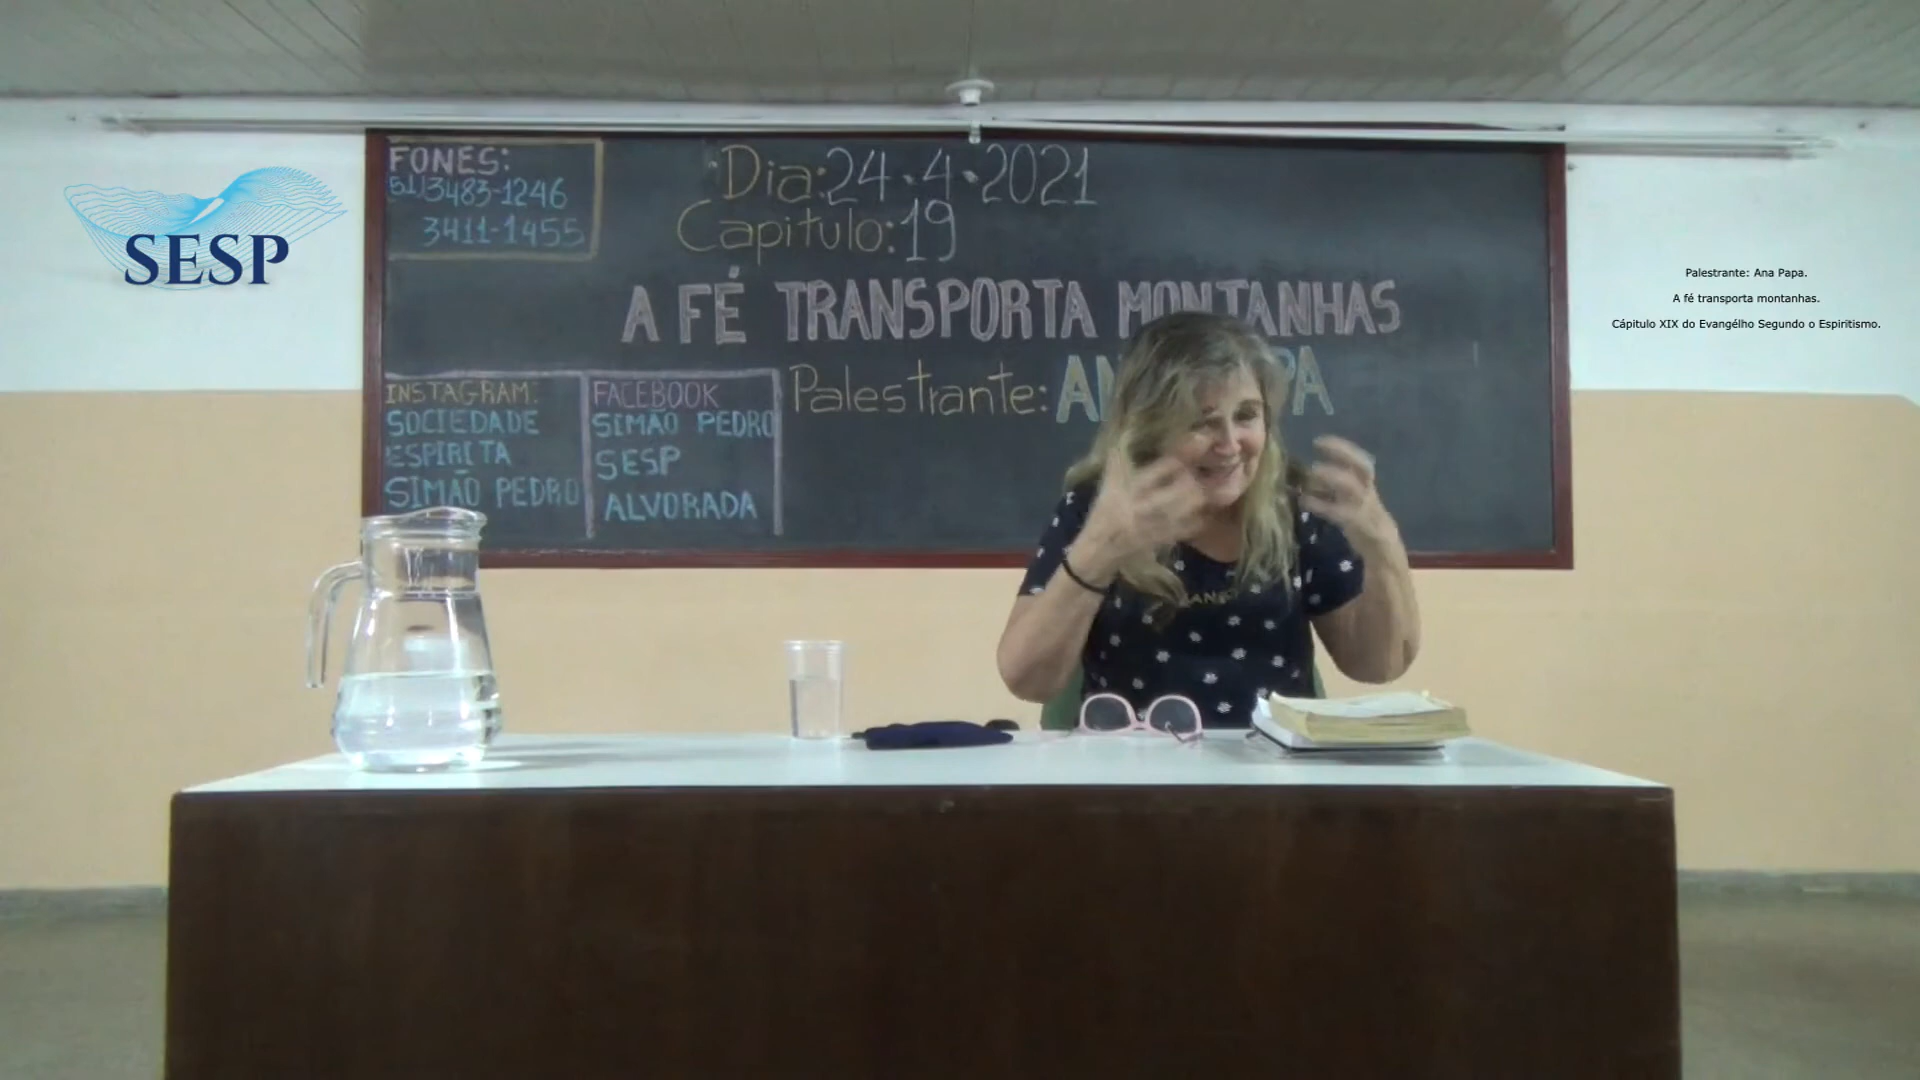 FONES:
(51)3483-1246
3411-1455
Dia:24.4.2021
Capitulo:19
A FÉ TRANSPORTA MONTANHAS
Palestrante: AN PA
INSTAGRAM:
SOCIEDADE
ESPIRITA
SIMÃO PEDRO
FACEBOOK
SIMÃO PEDRO
SESP
ALVORADA
SESP
Palestrante: Ana Papa.
A fé transporta montanhas.
Cápitulo XIX do Evangélho Segundo o Espiritismo.